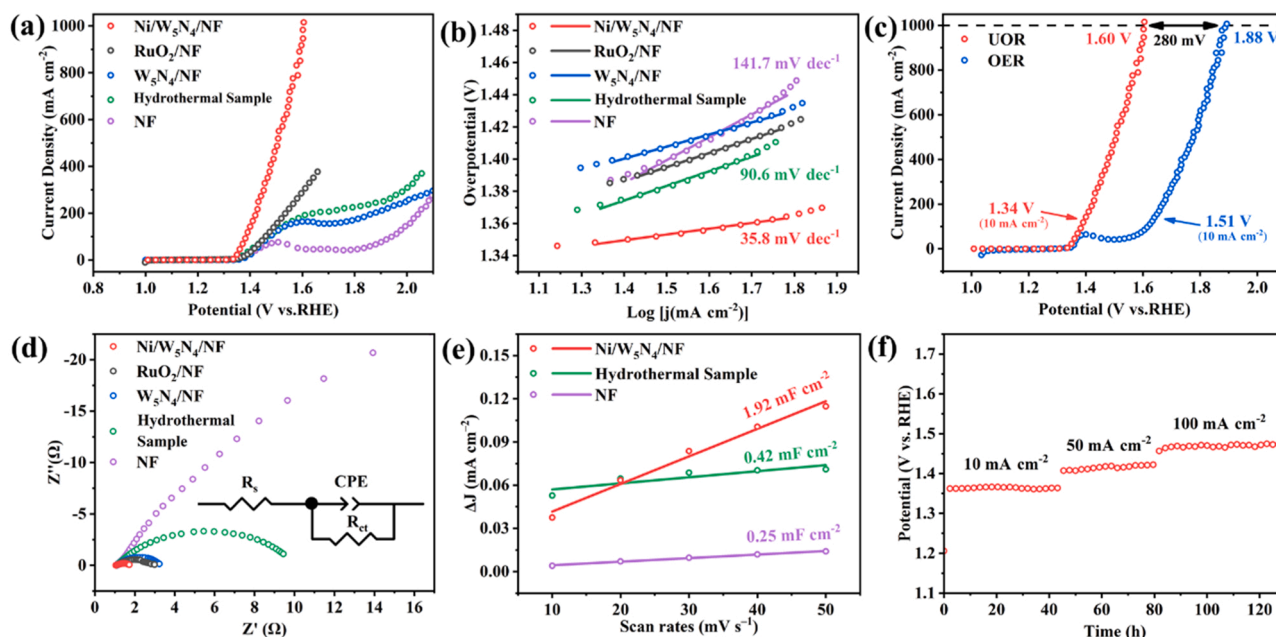 (a)
Ni/W₅N₄/NF
RuO₂/NF
W₅N₄/NF
Hydrothermal Sample
NF
Current Density (mA cm⁻²)
1000
800
600
400
200
0
0.8 1.0 1.2 1.4 1.6 1.8 2.0
Potential (V vs.RHE)
(b)
Ni/W₅N₄/NF
RuO₂/NF
W₅N₄/NF
Hydrothermal Sample
NF
141.7 mV dec⁻¹
90.6 mV dec⁻¹
35.8 mV dec⁻¹
Overpotential (V)
1.48
1.46
1.44
1.42
1.40
1.38
1.36
1.34
1.1 1.2 1.3 1.4 1.5 1.6 1.7 1.8 1.9
Log [j(mA cm⁻²)]
(c)
UOR
OER
1.60 V
280 mV
1.88 V
1.34 V
(10 mA cm⁻²)
1.51 V
(10 mA cm⁻²)
Current Density (mA cm⁻²)
1000
800
600
400
200
0
1.0 1.2 1.4 1.6 1.8 2.0
Potential (V vs.RHE)
(d)
Ni/W₅N₄/NF
RuO₂/NF
W₅N₄/NF
Hydrothermal
Sample
NF
Rs
CPE
Rct
Z''(Ω)
-20
-15
-10
-5
0
0 2 4 6 8 10 12 14 16
Z' (Ω)
(e)
Ni/W₅N₄/NF
Hydrothermal Sample
NF
1.92 mF cm⁻²
0.42 mF cm⁻²
0.25 mF cm⁻²
ΔJ (mA cm⁻²)
0.15
0.12
0.09
0.06
0.03
0.00
10 20 30 40 50
Scan rates (mV s⁻¹)
(f)
10 mA cm⁻²
50 mA cm⁻²
100 mA cm⁻²
Potential (V vs. RHE)
1.7
1.6
1.5
1.4
1.3
1.2
1.1
0 20 40 60 80 100 120
Time (h)